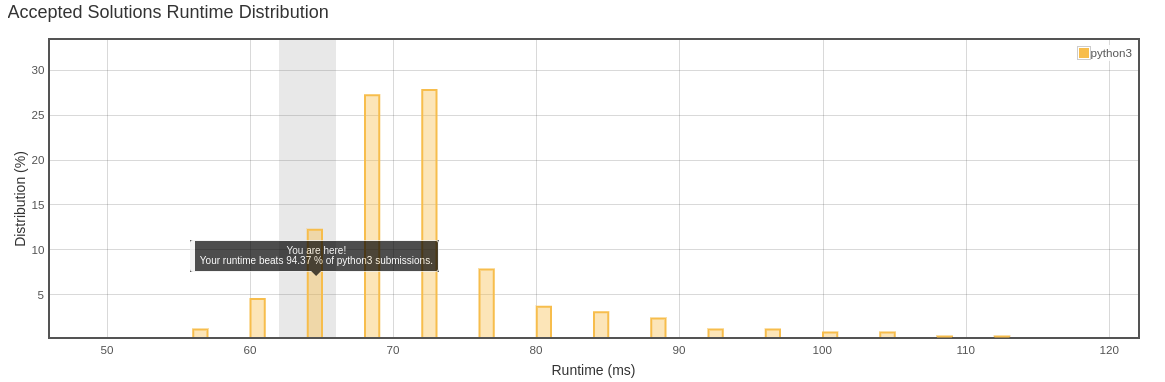 Accepted Solutions Runtime Distribution
python3
30
25
20
15
10
5
Distribution (%)
You are here!
Your runtime beats 94.37 % of python3 submissions.
50 60 70 80 90 100 110 120
Runtime (ms)